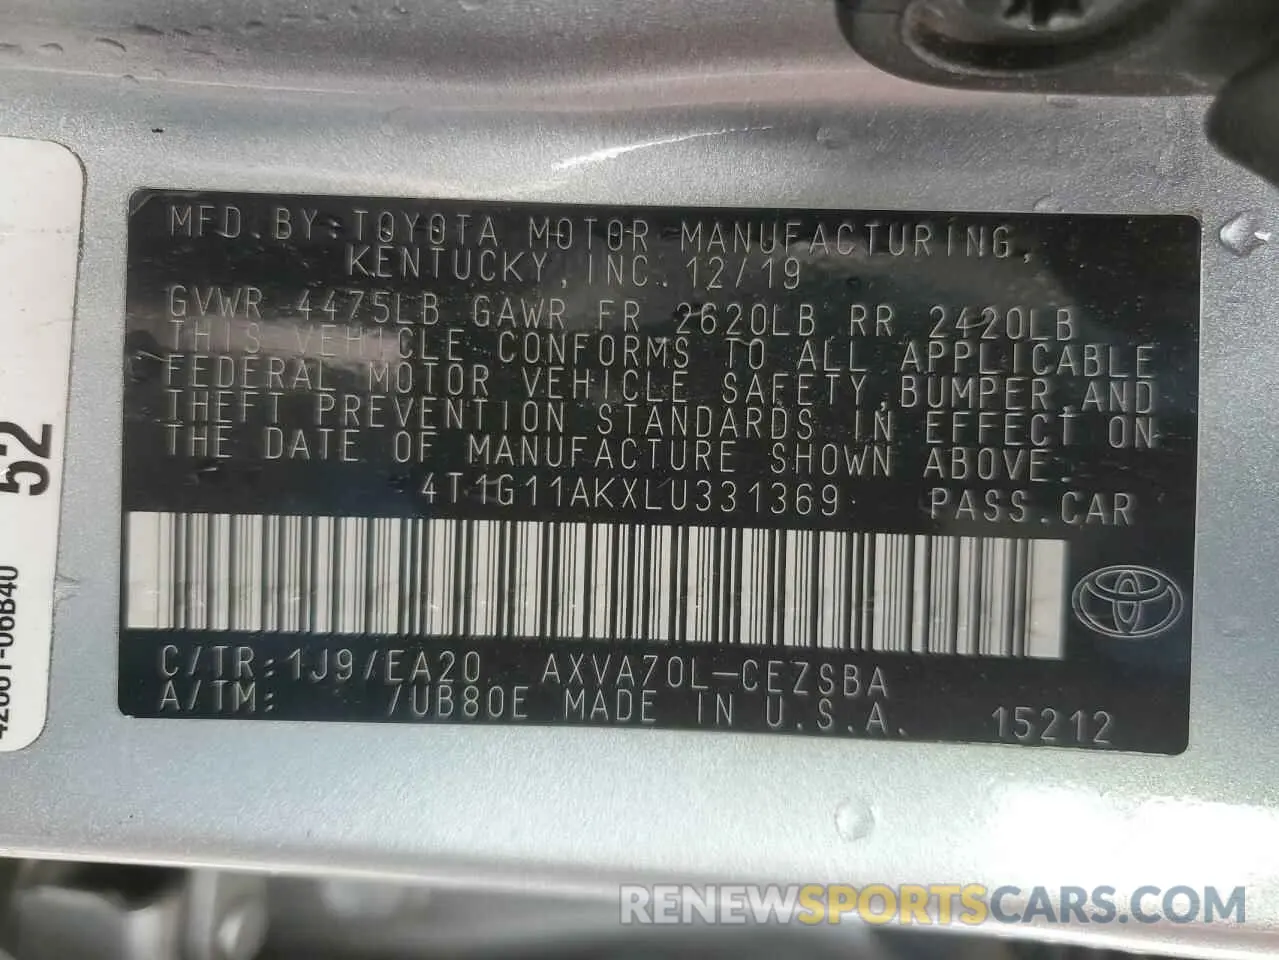 MFD.BY:TOYOTA MOTOR MANUFACTURING,
KENTUCKY, INC. 12/19
GVWR 4475LB GAWR FR 2620LB RR 2420LB
THIS VEHICLE CONFORMS TO ALL APPLICABLE
FEDERAL MOTOR VEHICLE SAFETY,BUMPER,AND
THEFT PREVENTION STANDARDS IN EFFECT ON
THE DATE OF MANUFACTURE SHOWN ABOVE.
4T1G11AKXLU331369 PASS.CAR
C/TR:1J9/EA20 AXVA70L-CEZSBA
A/TM: /UB80E MADE IN U.S.A. 15212
52
RENEWSPORTSCARS.COM